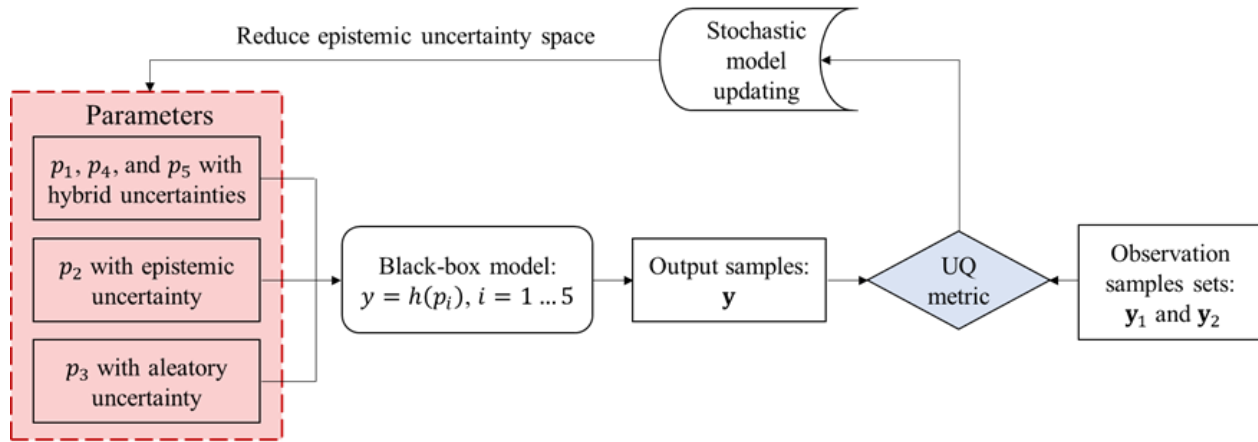 Reduce epistemic uncertainty space
Stochastic
model
updating
Parameters
p₁, p₄, and p₅ with
hybrid uncertainties
p₂ with epistemic
uncertainty
p₃ with aleatory
uncertainty
Black-box model:
y = h(pᵢ), i = 1 … 5
Output samples:
y
UQ
metric
Observation
samples sets:
y₁ and y₂